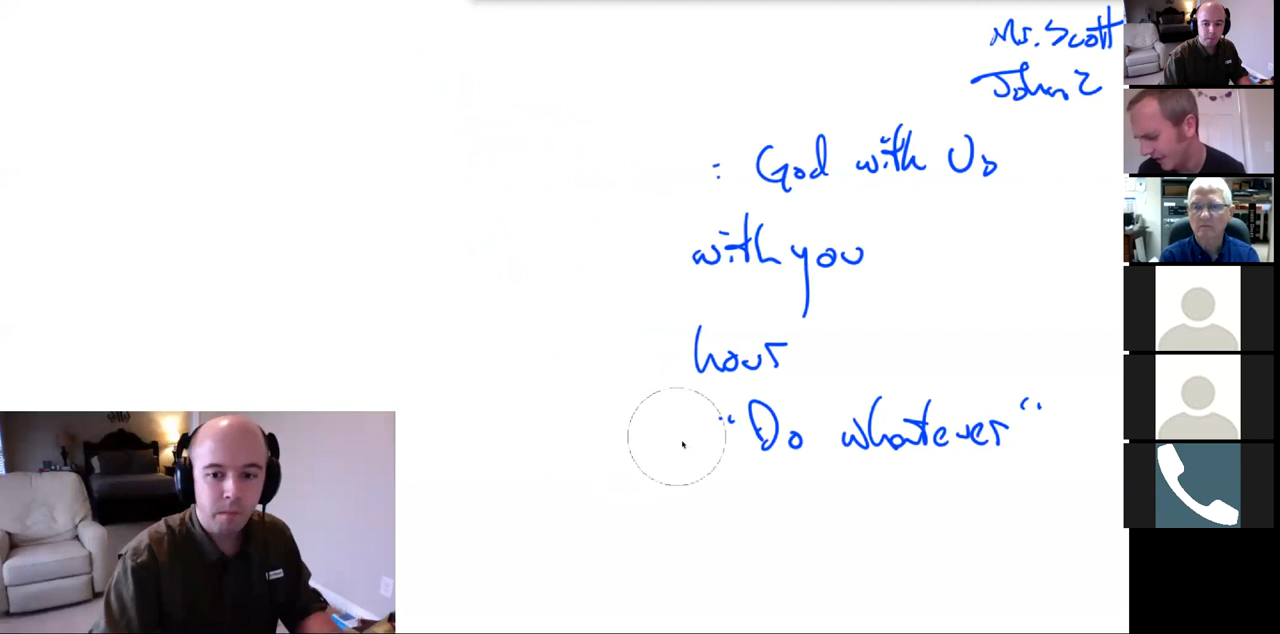 Mr. Scott
John 2
: God with Us
with you
hour
"Do whatever"